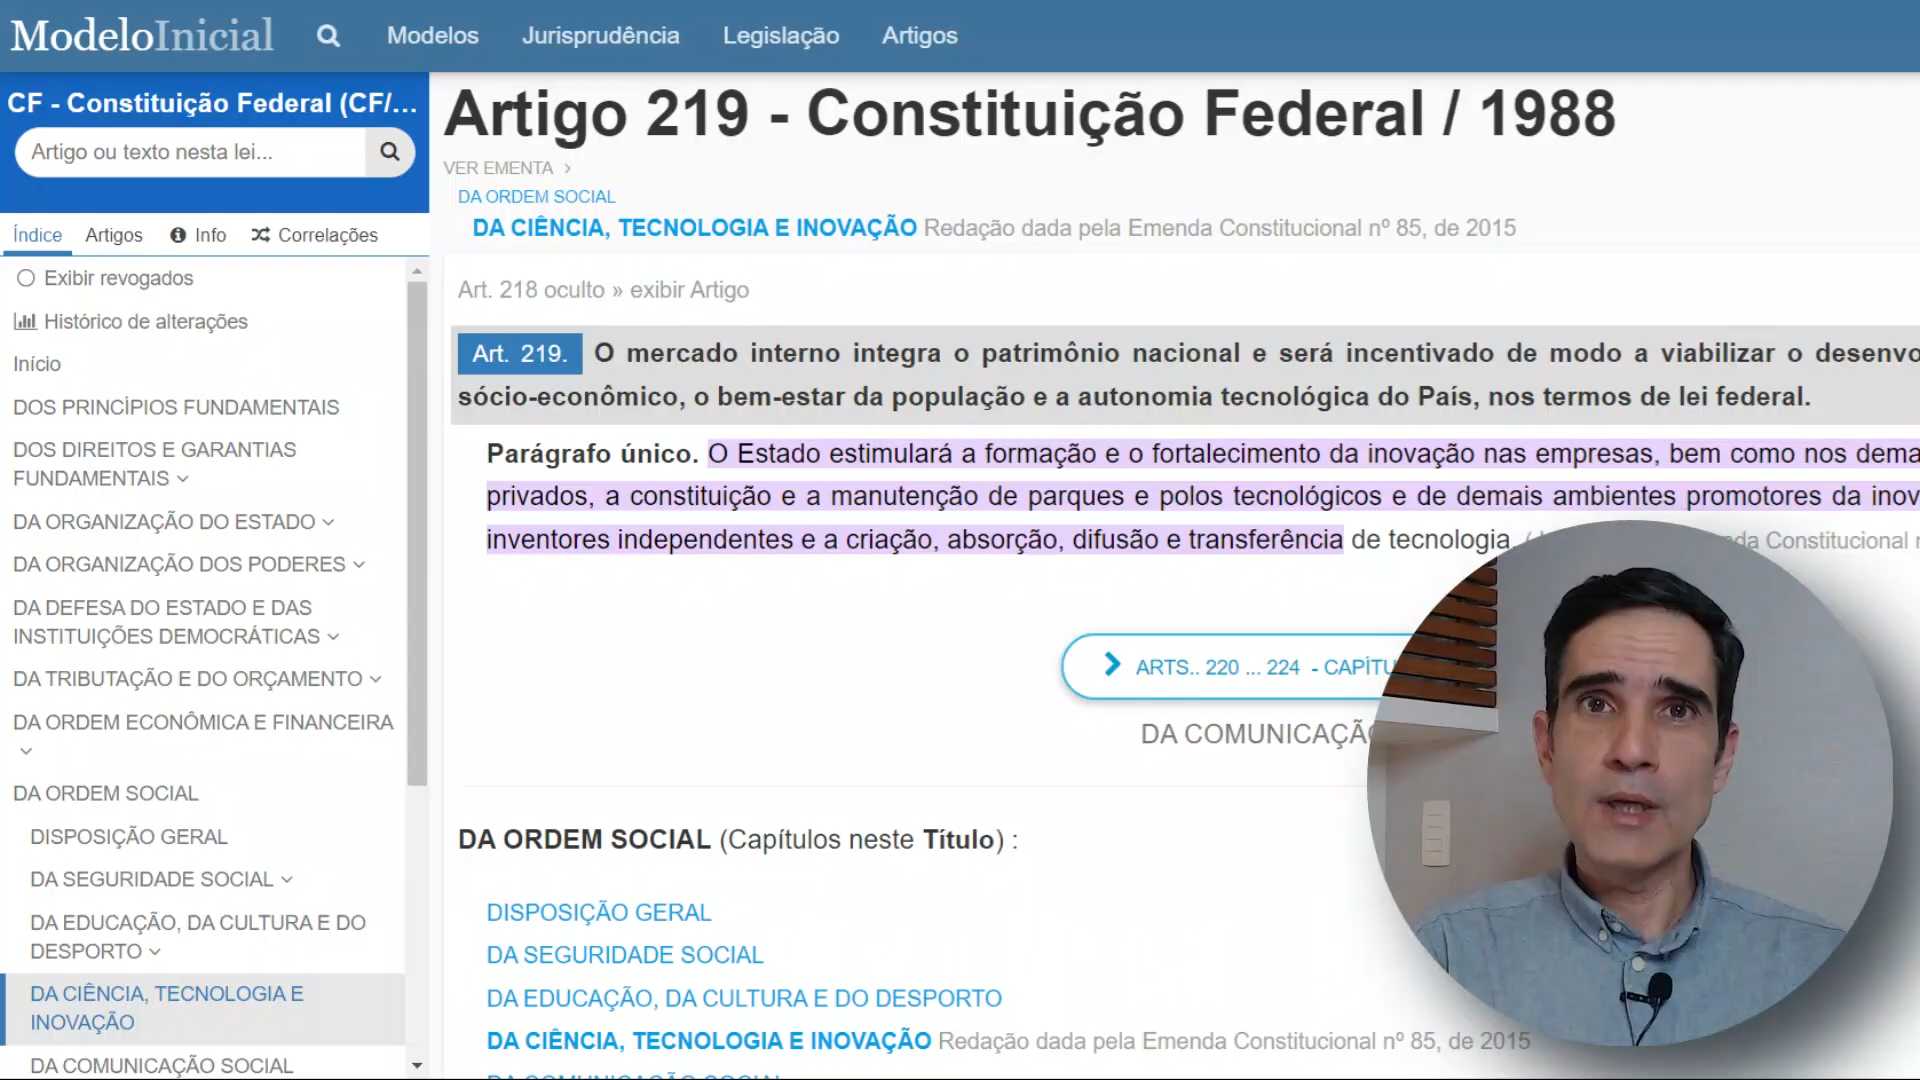 ModeloInicial
Modelos Jurisprudência Legislação Artigos
CF - Constituição Federal (CF/...
Artigo ou texto nesta lei...
Índice Artigos Info Correlações
Exibir revogados
Histórico de alterações
Início
DOS PRINCÍPIOS FUNDAMENTAIS
DOS DIREITOS E GARANTIAS
FUNDAMENTAIS
DA ORGANIZAÇÃO DO ESTADO
DA ORGANIZAÇÃO DOS PODERES
DA DEFESA DO ESTADO E DAS
INSTITUIÇÕES DEMOCRÁTICAS
DA TRIBUTAÇÃO E DO ORÇAMENTO
DA ORDEM ECONÔMICA E FINANCEIRA
DA ORDEM SOCIAL
DISPOSIÇÃO GERAL
DA SEGURIDADE SOCIAL
DA EDUCAÇÃO, DA CULTURA E DO
DESPORTO
DA CIÊNCIA, TECNOLOGIA E
INOVAÇÃO
DA COMUNICAÇÃO SOCIAL
Artigo 219 - Constituição Federal / 1988
VER EMENTA ›
DA ORDEM SOCIAL
DA CIÊNCIA, TECNOLOGIA E INOVAÇÃO Redação dada pela Emenda Constitucional nº 85, de 2015
Art. 218 oculto » exibir Artigo
Art. 219. O mercado interno integra o patrimônio nacional e será incentivado de modo a viabilizar o desenvo
sócio-econômico, o bem-estar da população e a autonomia tecnológica do País, nos termos de lei federal.
Parágrafo único. O Estado estimulará a formação e o fortalecimento da inovação nas empresas, bem como nos dema
privados, a constituição e a manutenção de parques e polos tecnológicos e de demais ambientes promotores da inov
inventores independentes e a criação, absorção, difusão e transferência de tecnologia. da Constitucional
ARTS.. 220 ... 224 - CAPÍTU
DA COMUNICAÇÃO
DA ORDEM SOCIAL (Capítulos neste Título) :
DISPOSIÇÃO GERAL
DA SEGURIDADE SOCIAL
DA EDUCAÇÃO, DA CULTURA E DO DESPORTO
DA CIÊNCIA, TECNOLOGIA E INOVAÇÃO Redação dada pela Emenda Constitucional nº 85, de 2015